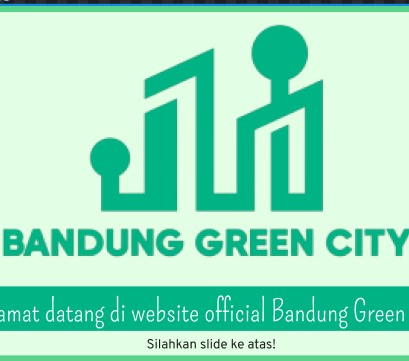 BANDUNG GREEN CITY
amat datang di website official Bandung Green
Silahkan slide ke atas!